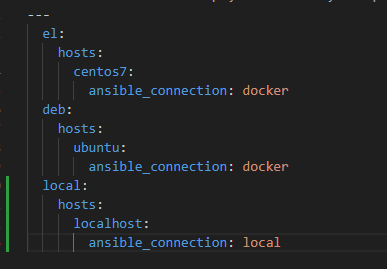 ---
el:
hosts:
centos7:
ansible_connection: docker
deb:
hosts:
ubuntu:
ansible_connection: docker
local:
hosts:
localhost:
ansible_connection: local